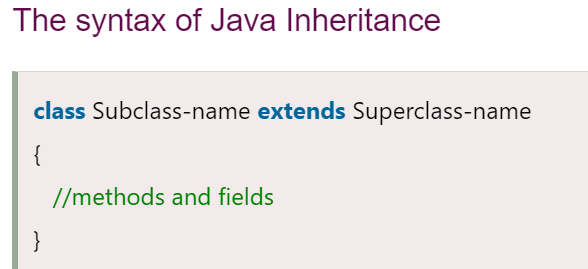 The syntax of Java Inheritance
class Subclass-name extends Superclass-name
{
//methods and fields
}